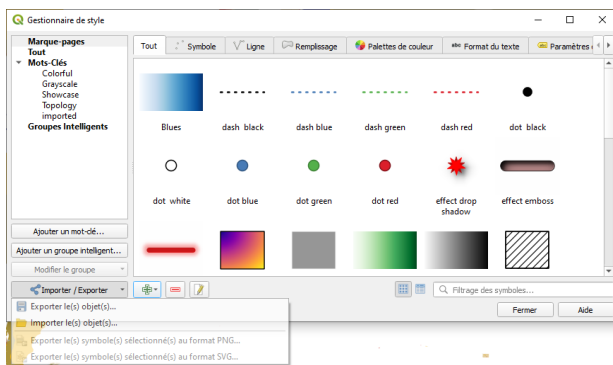 Gestionnaire de style
Marque-pages
Tout
Mots-Clés
Colorful
Grayscale
Showcase
Topology
imported
Groupes Intelligents
Ajouter un mot-clé...
Ajouter un groupe intelligent...
Modifier le groupe
Importer / Exporter
Tout
Symbole
Ligne
Remplissage
Palettes de couleur
abc Format du texte
Paramètres
Blues
dash black
dash blue
dash green
dash red
dot black
dot white
dot blue
dot green
dot red
effect drop
shadow
effect emboss
Filtrage des symboles...
Fermer
Aide
Exporter le(s) objet(s)...
Importer le(s) objet(s)...
Exporter le(s) symbole(s) sélectionné(s) au format PNG...
Exporter le(s) symbole(s) sélectionné(s) au format SVG...